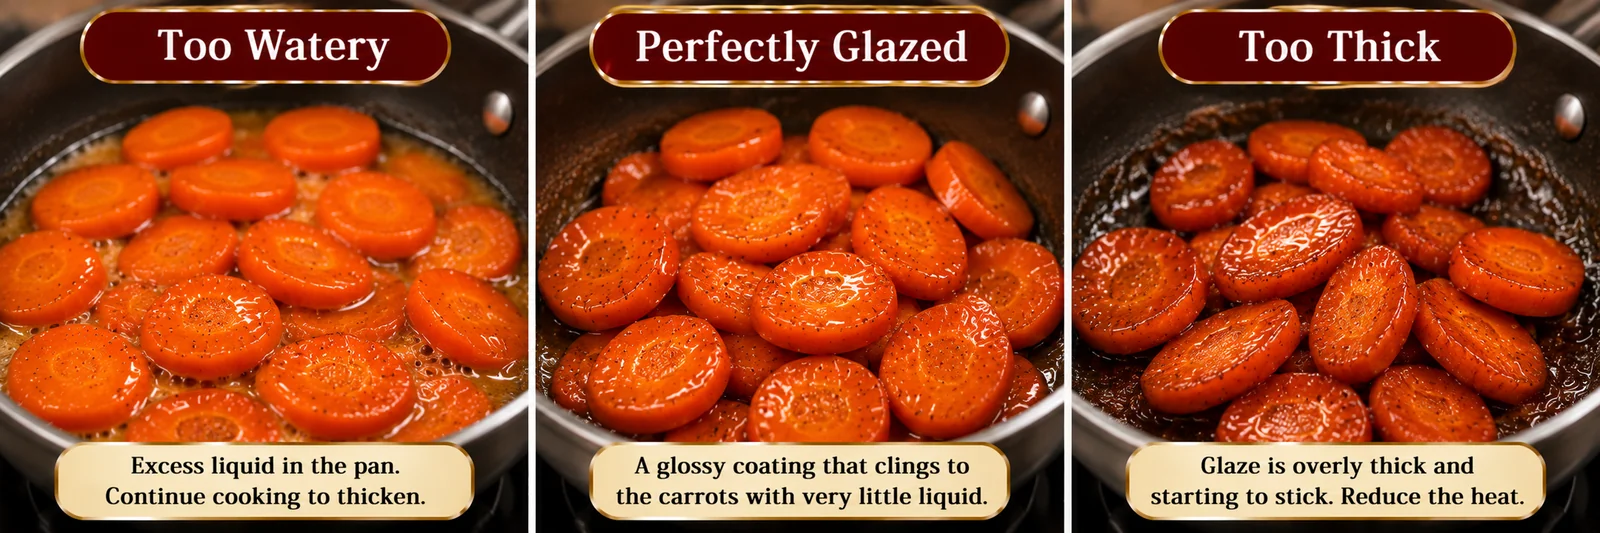 Too Watery
Excess liquid in the pan.
Continue cooking to thicken.
Perfectly Glazed
A glossy coating that clings to
the carrots with very little liquid.
Too Thick
Glaze is overly thick and
starting to stick. Reduce the heat.